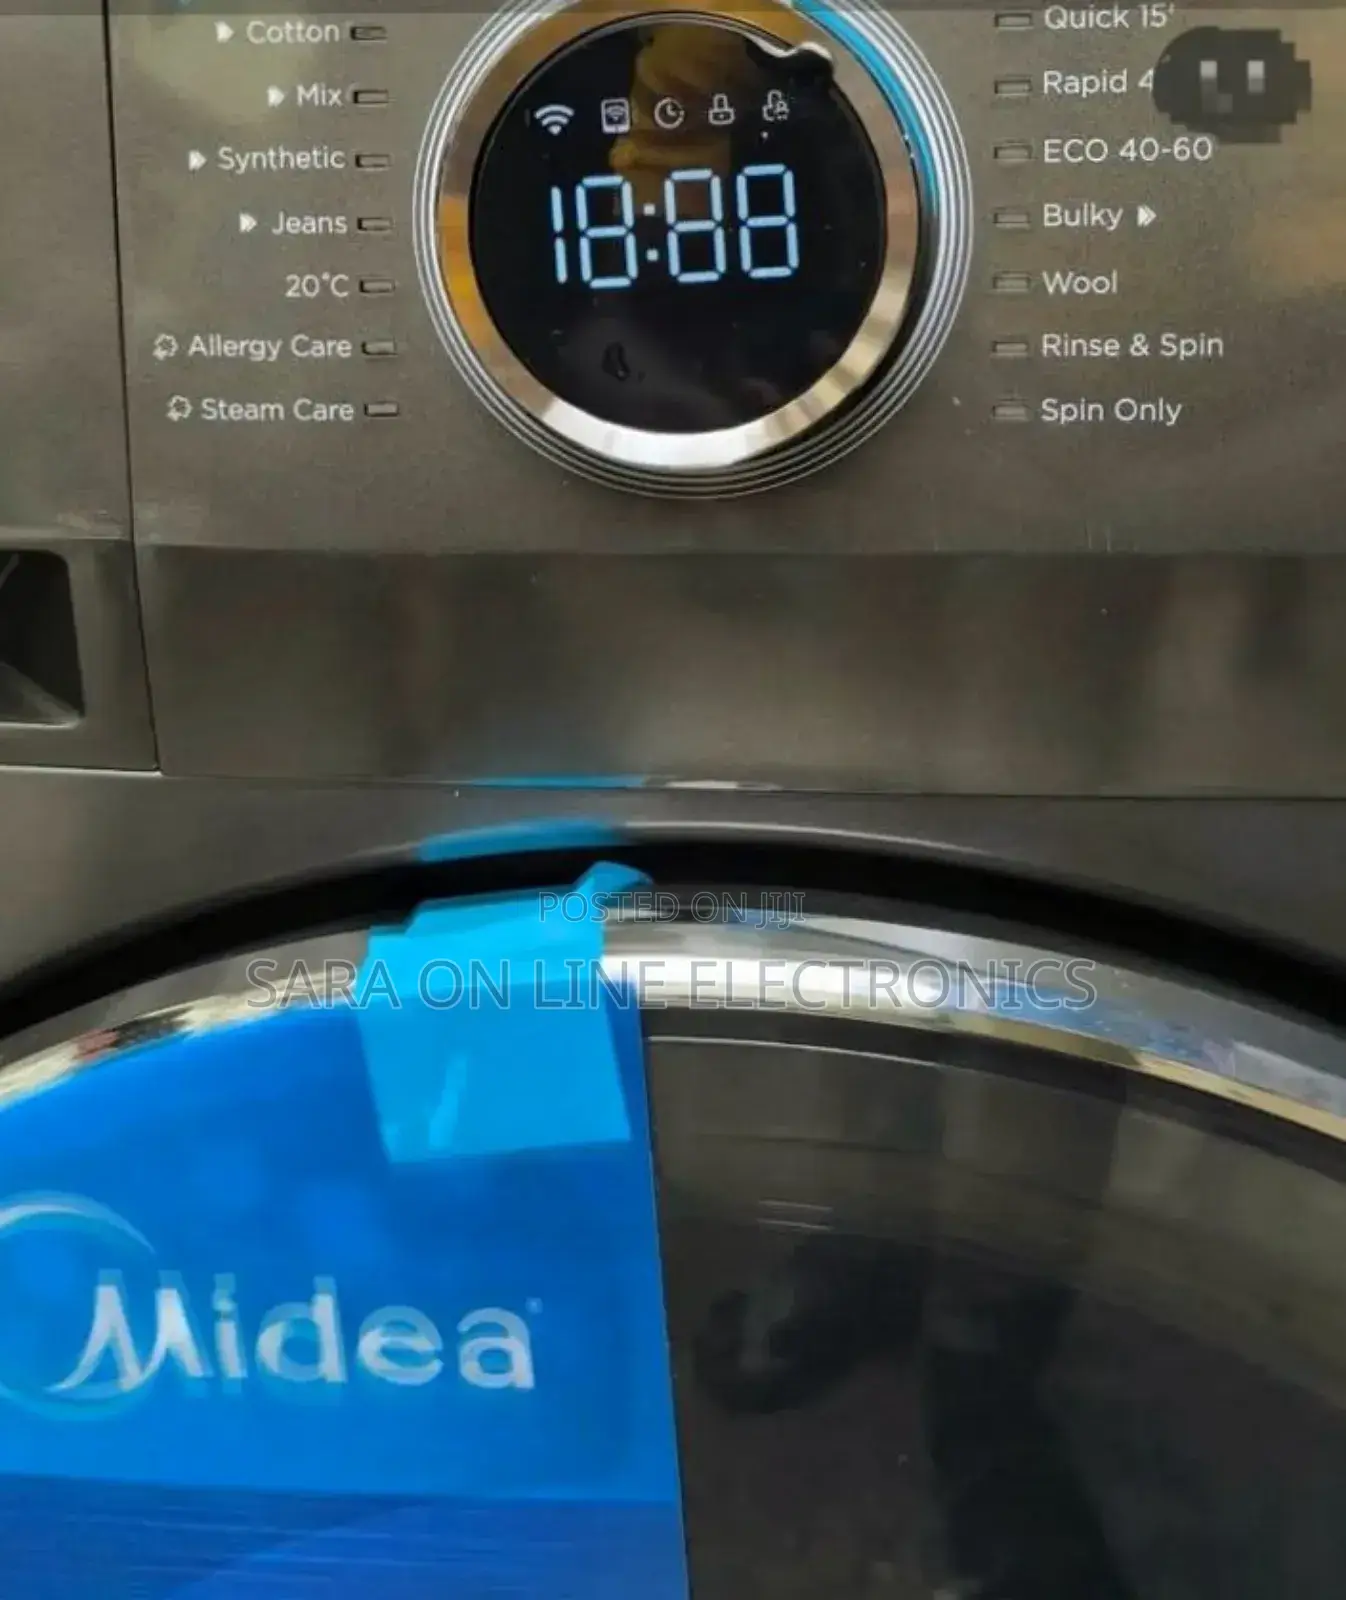 Cotton
Mix
Synthetic
Jeans
20°C
Allergy Care
Steam Care
18:88
Quick 15'
Rapid 4
ECO 40-60
Bulky
Wool
Rinse & Spin
Spin Only
POSTED ON JIJI
SARA ON LINE ELECTRONICS
Midea